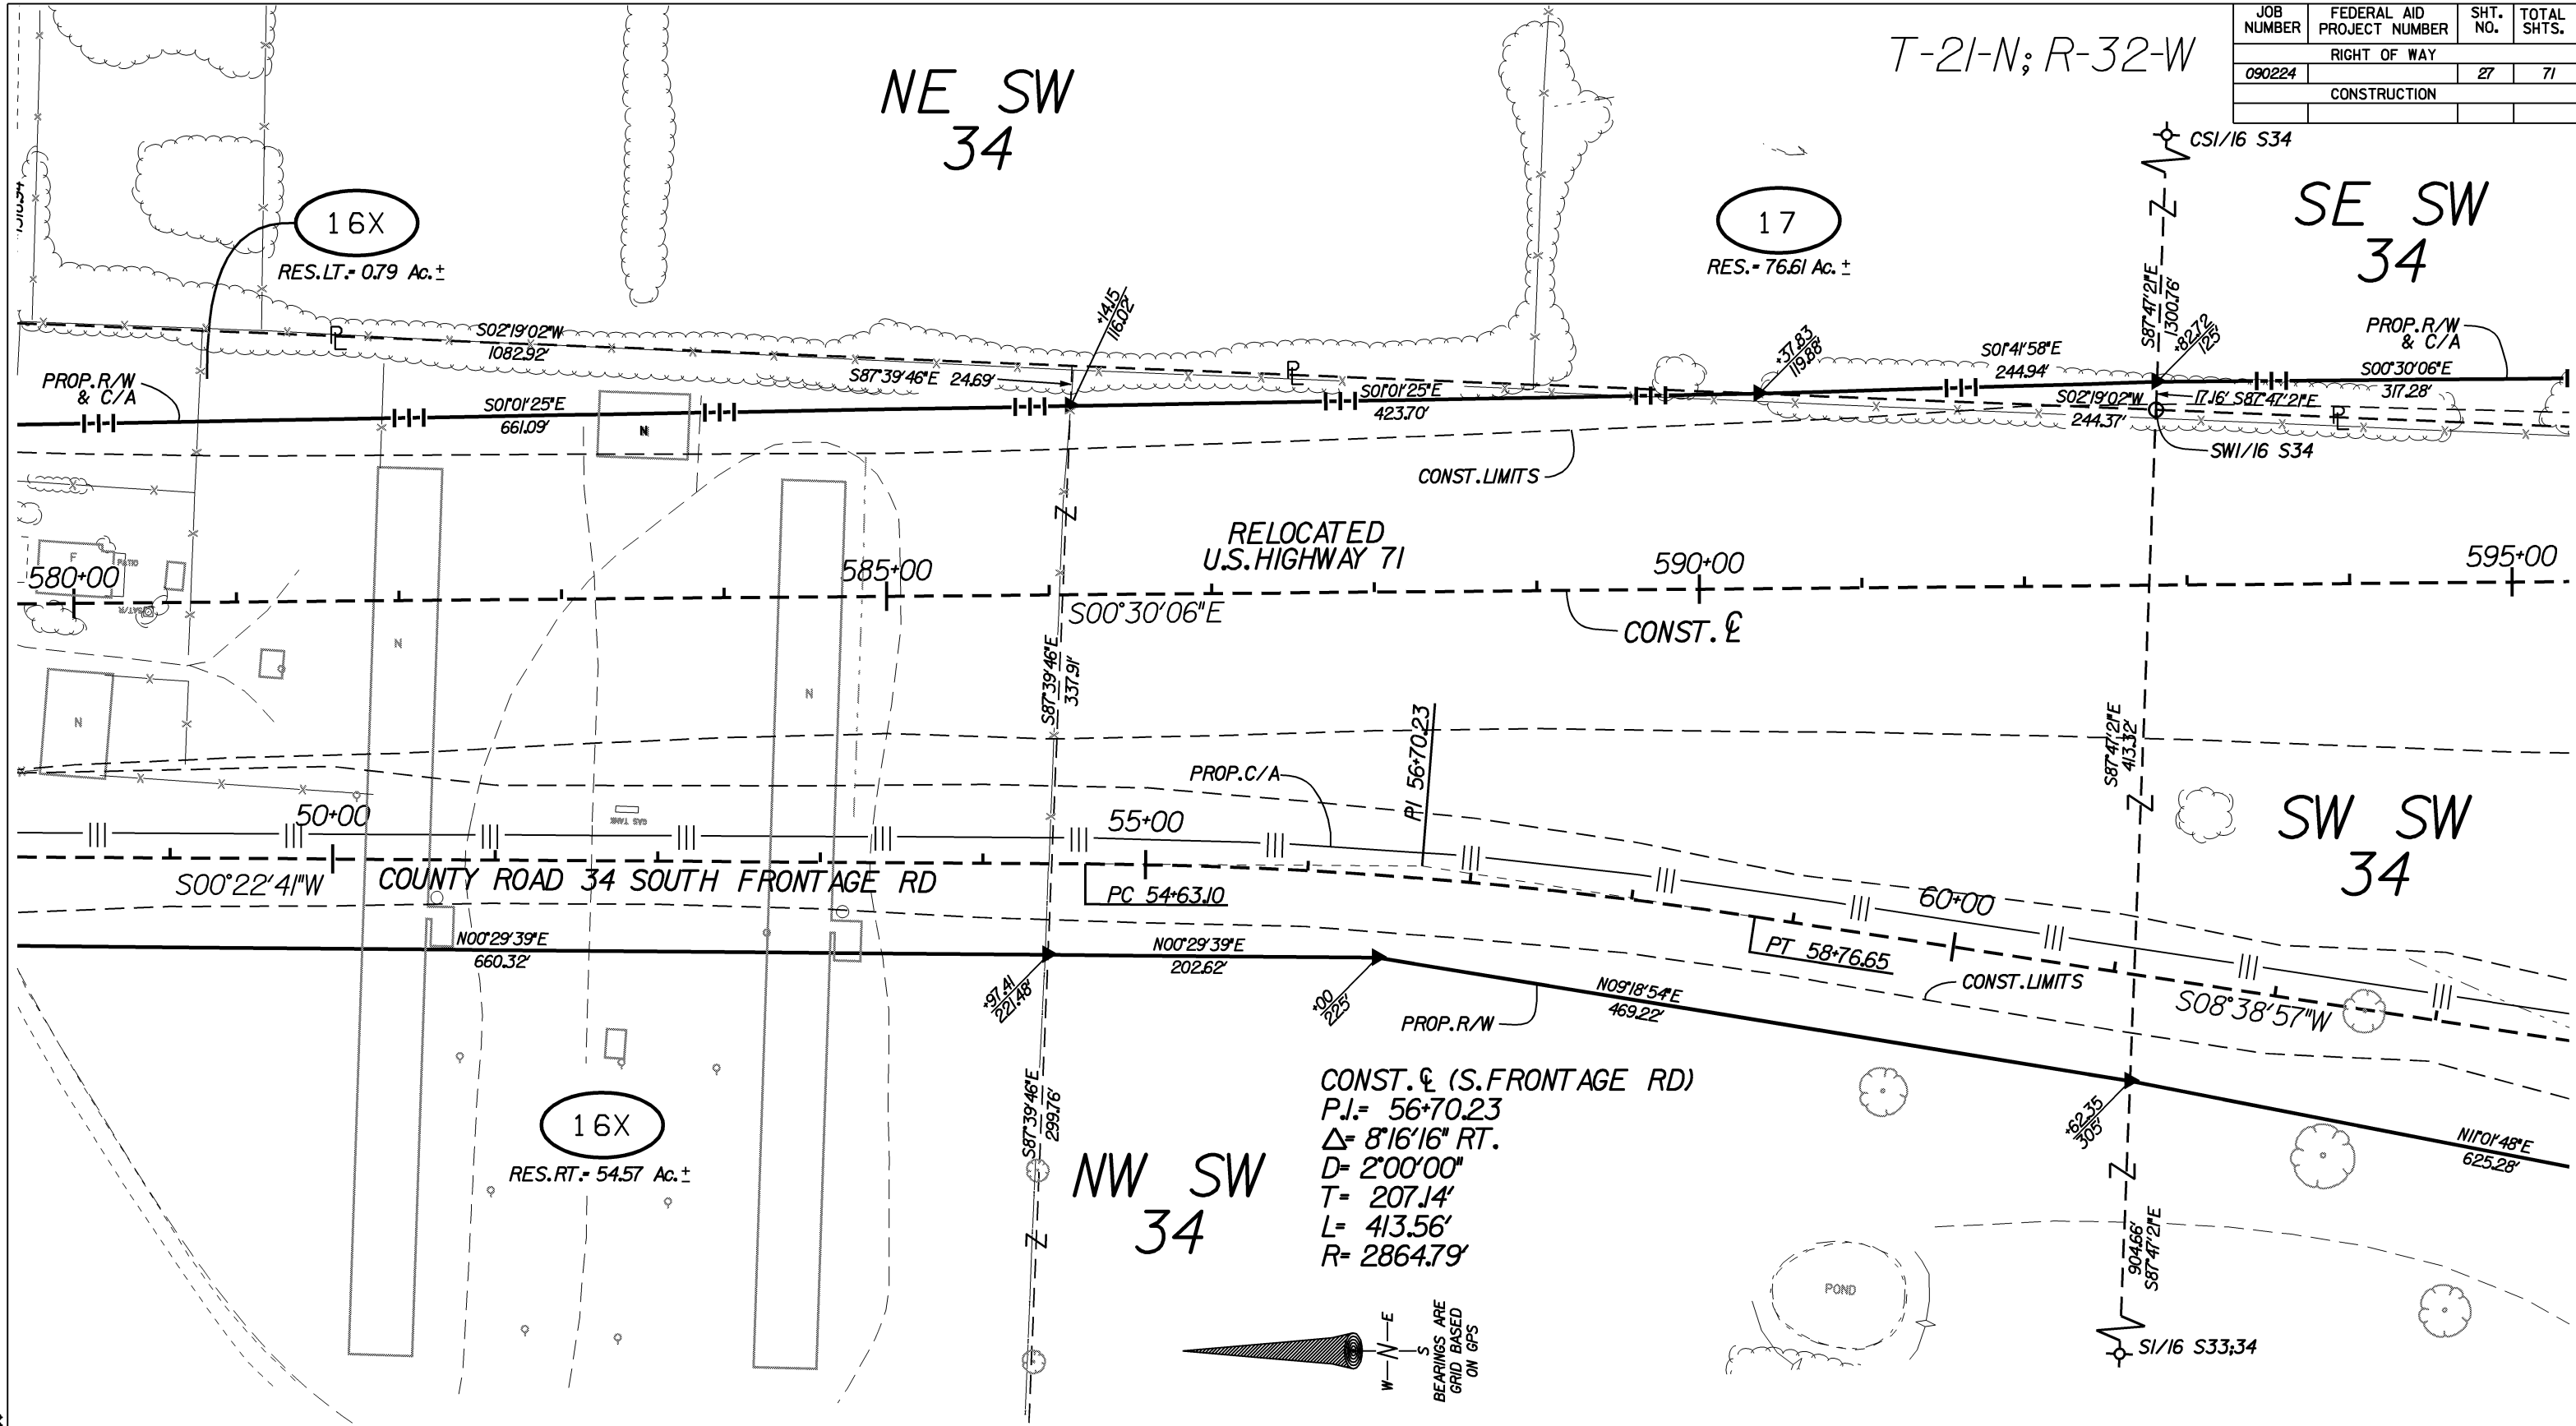 JOB NUMBER
FEDERAL AID PROJECT NUMBER
SHT. NO.
TOTAL SHTS.
RIGHT OF WAY
090224 27 71
CONSTRUCTION
T-21-N; R-32-W
NE SW
34
CS1/16 S34
SE SW
34
16X
RES.LT.= 0.79 Ac.±
17
RES.= 76.61 Ac.±
S87°47'21"E
1300.76'
+82.72
125'
PROP.R/W
& C/A
+14.15
116.02'
+37.83
119.88'
S02°19'02"W
1082.92'
PL
PL
S87°39'46"E 24.69'
S01°41'58"E
244.94'
S00°30'06"E
317.28'
PROP.R/W
& C/A
S01°01'25"E
661.09'
N
S01°01'25"E
423.70'
S02°19'02"W
244.37'
17.16' S87°47'21"E
PL
SW1/16 S34
CONST.LIMITS
RELOCATED
U.S.HIGHWAY 71
F
PATIO
580+00
585+00
590+00
595+00
S00°30'06"E
CONST. CL
N
N
N
S87°39'46"E
337.91'
S87°47'21"E
413.32'
PROP.C/A
PI 56+70.23
SW SW
34
GAS TANK
50+00
55+00
60+00
S00°22'41"W
COUNTY ROAD 34 SOUTH FRONTAGE RD
PC 54+63.10
PT 58+76.65
N00°29'39"E
660.32'
N00°29'39"E
202.62'
+97.41
221.48'
+00
225'
PROP.R/W
N09°18'54"E
469.22'
CONST.LIMITS
S08°38'57"W
+62.35
305'
N11°01'48"E
625.28'
16X
RES.RT.= 54.57 Ac.±
S87°39'46"E
299.76'
NW SW
34
CONST. CL (S.FRONTAGE RD)
P.I.= 56+70.23
Δ= 8°16'16" RT.
D= 2°00'00"
T= 207.14'
L= 413.56'
R= 2864.79'
904.66'
S87°47'21"E
POND
S1/16 S33;34
W N E
S
BEARINGS ARE
GRID BASED
ON GPS